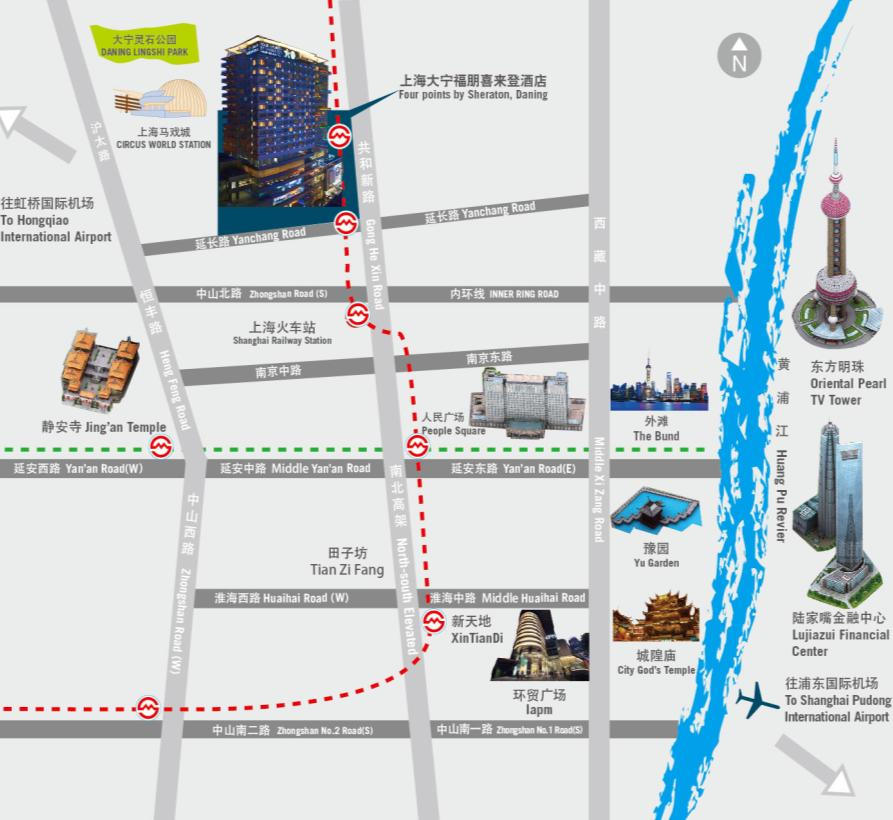 大宁灵石公园
DANING LINGSHI PARK
上海马戏城
CIRCUS WORLD STATION
沪太路
上海大宁福朋喜来登酒店
Four points by Sheraton, Daning
N
共和新路 Gong He Xin Road
往虹桥国际机场
To Hongqiao
International Airport
延长路 Yanchang Road
延长路 Yanchang Road
西藏中路
Middle Xi Zang Road
恒丰路 Heng Feng Road
中山北路 Zhongshan Road (S)
内环线 INNER RING ROAD
上海火车站
Shanghai Railway Station
南京中路
南京东路
东方明珠
Oriental Pearl
TV Tower
黄浦江 Huang Pu Revier
人民广场
People Square
外滩
The Bund
静安寺 Jing'an Temple
延安西路 Yan'an Road(W)
延安中路 Middle Yan'an Road
延安东路 Yan'an Road(E)
中山西路 Zhongshan Road (W)
南北高架 North-south Elevated
豫园
Yu Garden
田子坊
Tian Zi Fang
淮海西路 Huaihai Road (W)
淮海中路 Middle Huaihai Road
新天地
XinTianDi
城隍庙
City God's Temple
陆家嘴金融中心
Lujiazui Financial
Center
环贸广场
Iapm
往浦东国际机场
To Shanghai Pudong
International Airport
中山南二路 Zhongshan No.2 Road(S)
中山南一路 Zhongshan No.1 Road(S)